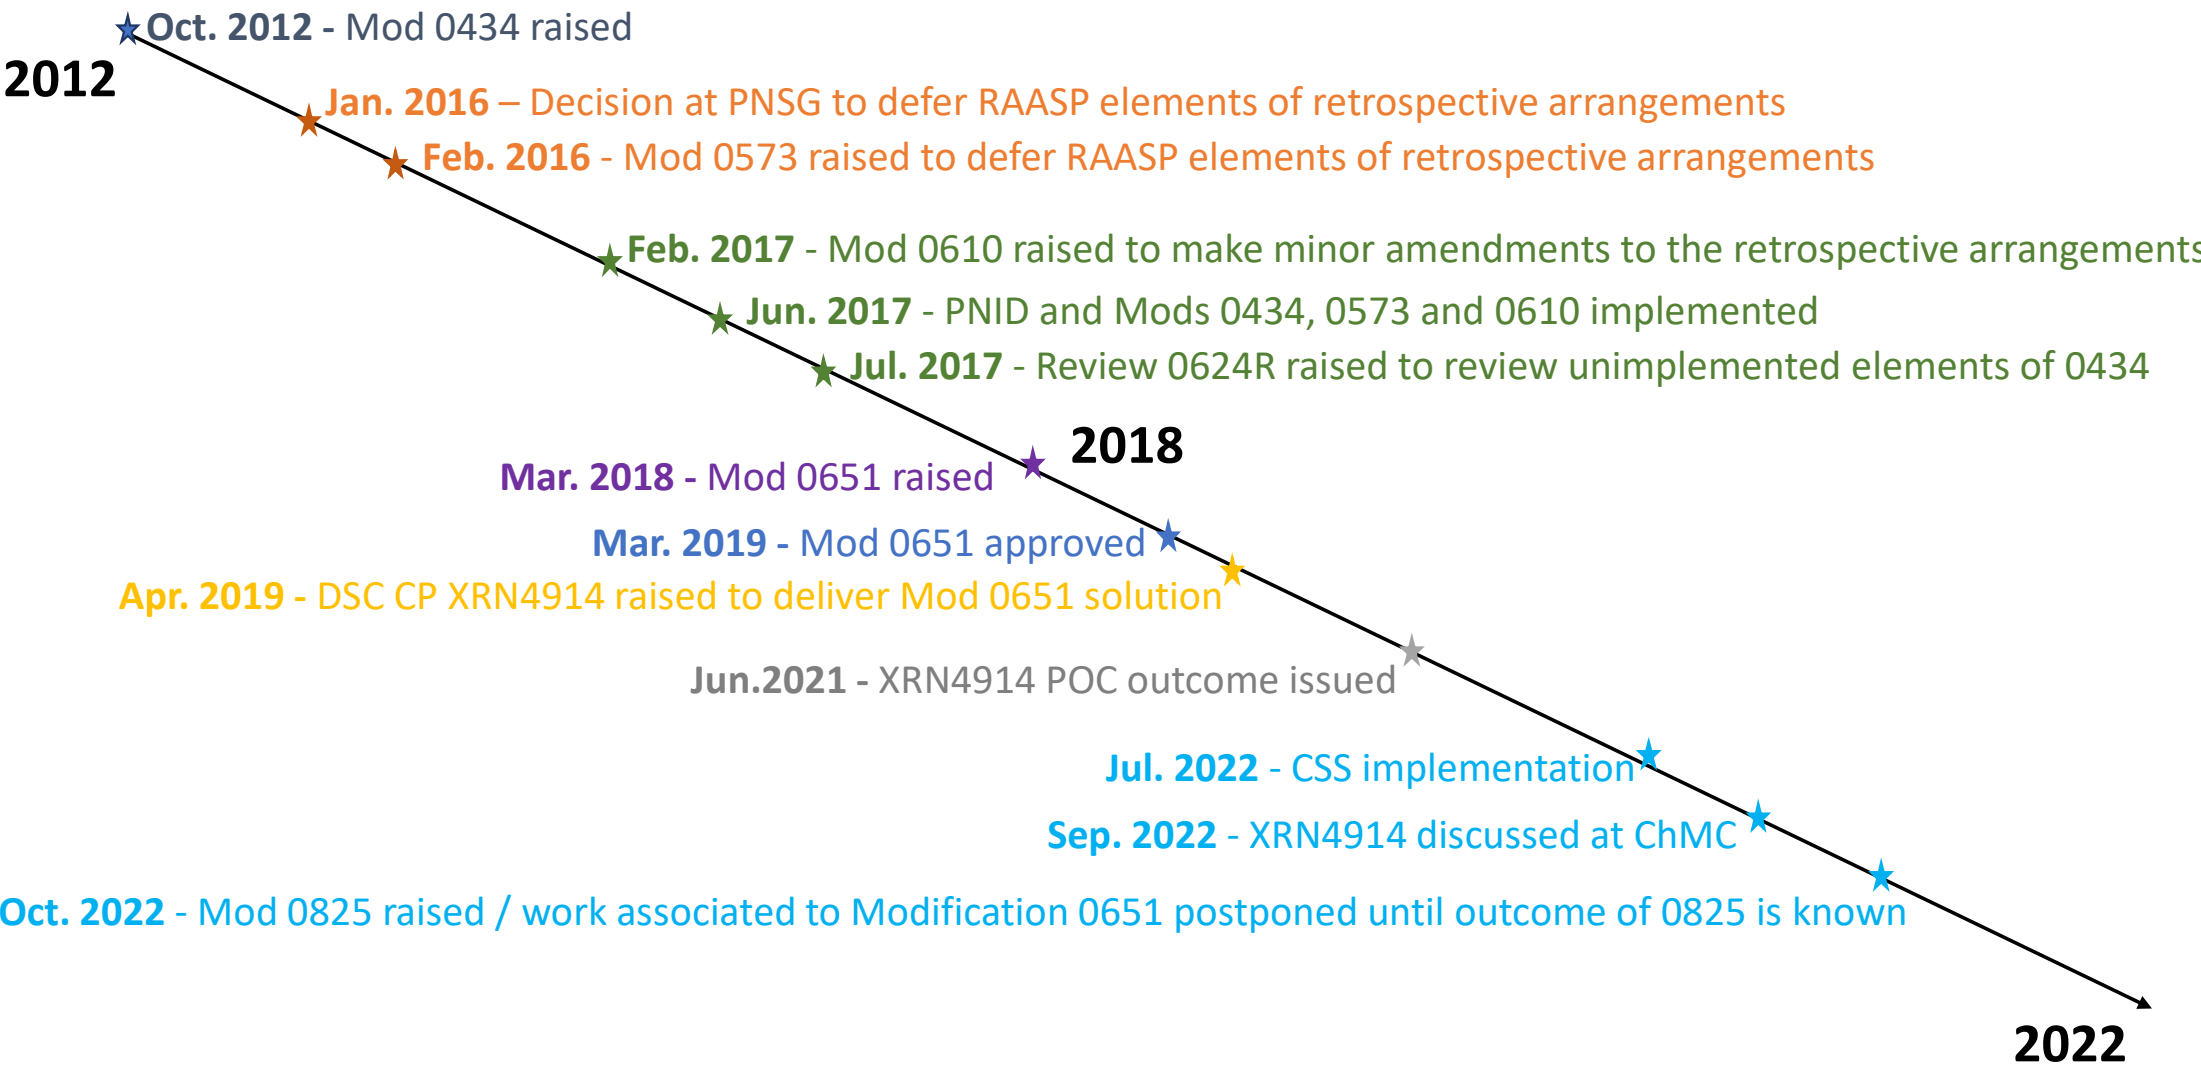 Oct. 2012 - Mod 0434 raised
2012
Jan. 2016 – Decision at PNSG to defer RAASP elements of retrospective arrangements
Feb. 2016 - Mod 0573 raised to defer RAASP elements of retrospective arrangements
Feb. 2017 - Mod 0610 raised to make minor amendments to the retrospective arrangements
Jun. 2017 - PNID and Mods 0434, 0573 and 0610 implemented
Jul. 2017 - Review 0624R raised to review unimplemented elements of 0434
2018
Mar. 2018 - Mod 0651 raised
Mar. 2019 - Mod 0651 approved
Apr. 2019 - DSC CP XRN4914 raised to deliver Mod 0651 solution
Jun.2021 - XRN4914 POC outcome issued
Jul. 2022 - CSS implementation
Sep. 2022 - XRN4914 discussed at ChMC
Oct. 2022 - Mod 0825 raised / work associated to Modification 0651 postponed until outcome of 0825 is known
2022